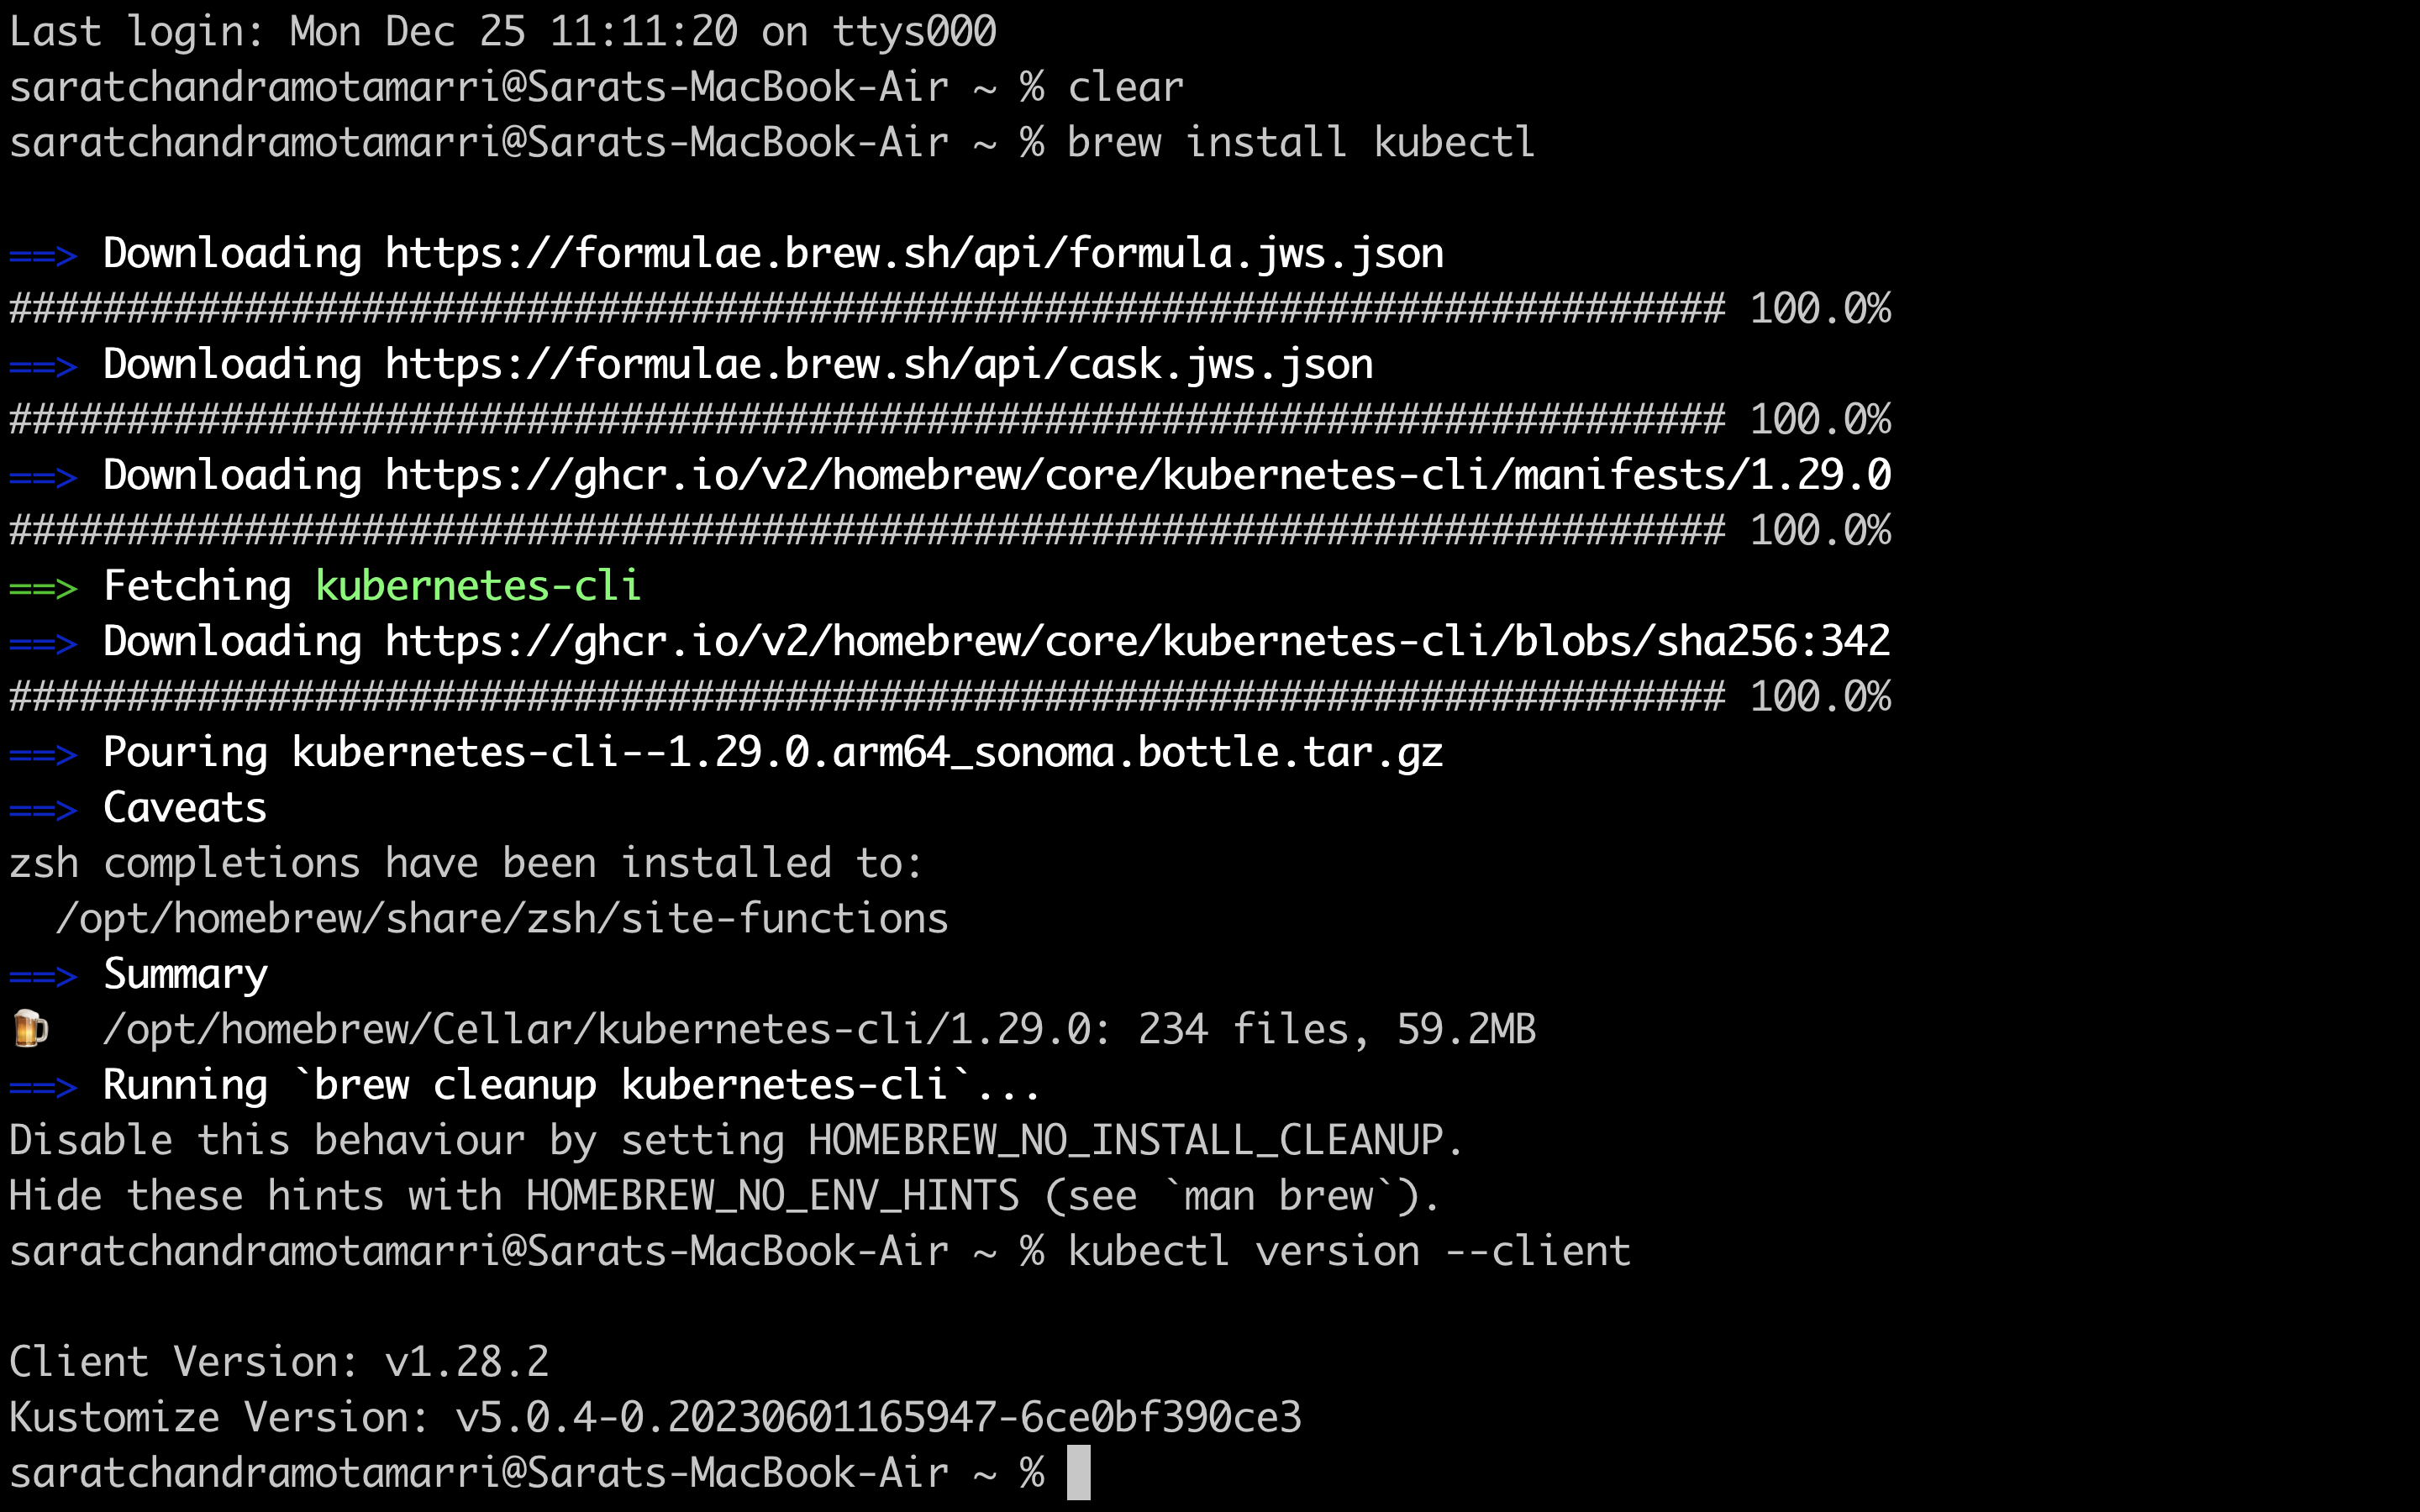 Last login: Mon Dec 25 11:11:20 on ttys000
saratchandramotamarri@Sarats-MacBook-Air ~ % clear
saratchandramotamarri@Sarats-MacBook-Air ~ % brew install kubectl
==> Downloading https://formulae.brew.sh/api/formula.jws.json
######################################################################### 100.0%
==> Downloading https://formulae.brew.sh/api/cask.jws.json
######################################################################### 100.0%
==> Downloading https://ghcr.io/v2/homebrew/core/kubernetes-cli/manifests/1.29.0
######################################################################### 100.0%
==> Fetching kubernetes-cli
==> Downloading https://ghcr.io/v2/homebrew/core/kubernetes-cli/blobs/sha256:342
######################################################################### 100.0%
==> Pouring kubernetes-cli--1.29.0.arm64_sonoma.bottle.tar.gz
==> Caveats
zsh completions have been installed to:
  /opt/homebrew/share/zsh/site-functions
==> Summary
🍺  /opt/homebrew/Cellar/kubernetes-cli/1.29.0: 234 files, 59.2MB
==> Running `brew cleanup kubernetes-cli`...
Disable this behaviour by setting HOMEBREW_NO_INSTALL_CLEANUP.
Hide these hints with HOMEBREW_NO_ENV_HINTS (see `man brew`).
saratchandramotamarri@Sarats-MacBook-Air ~ % kubectl version --client
Client Version: v1.28.2
Kustomize Version: v5.0.4-0.20230601165947-6ce0bf390ce3
saratchandramotamarri@Sarats-MacBook-Air ~ %